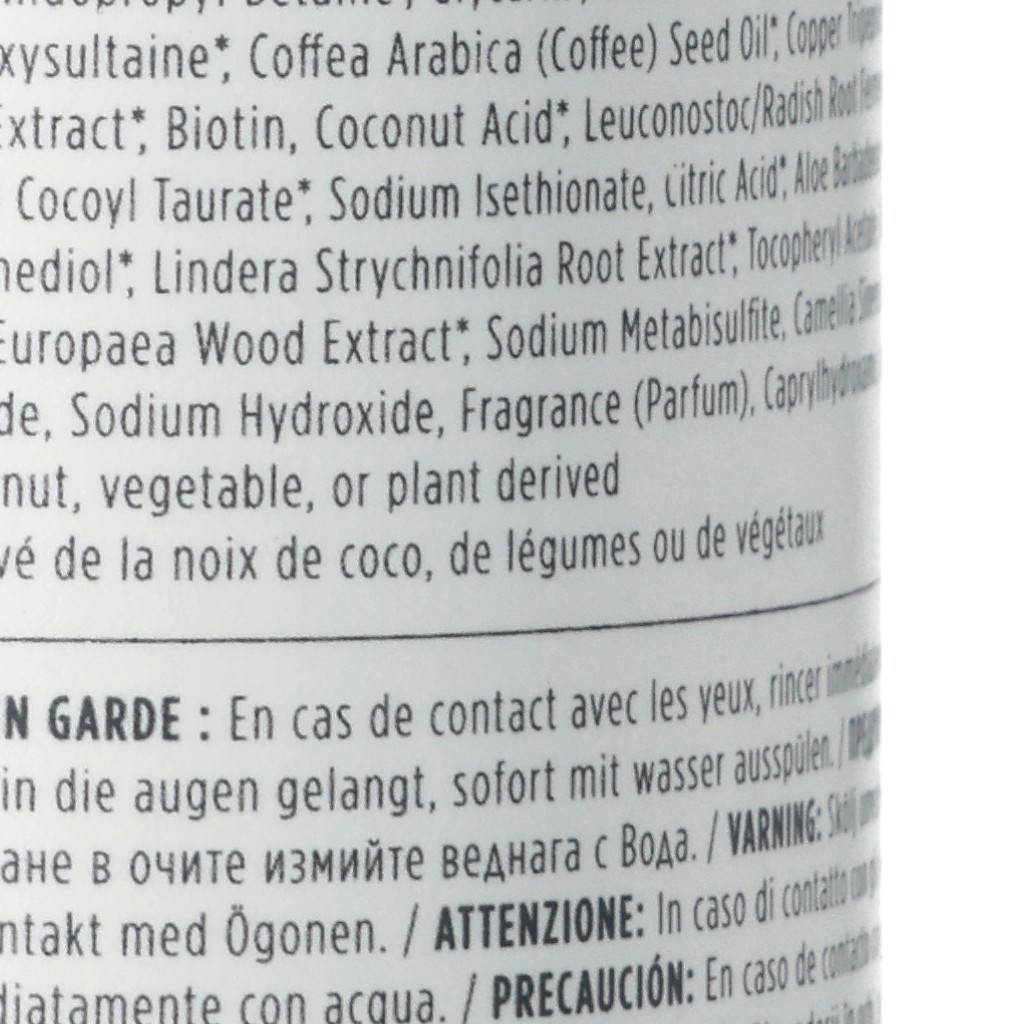 xysultaine*, Coffea Arabica (Coffee) Seed Oil*, Copper
Extract*, Biotin, Coconut Acid*, Leuconostoc/Radish Root
Cocoyl Taurate*, Sodium Isethionate, Citric Acid*, Aloe
nediol*, Lindera Strychnifolia Root Extract*, Tocopheryl
Europaea Wood Extract*, Sodium Metabisulfite, Camellia
de, Sodium Hydroxide, Fragrance (Parfum),
nut, vegetable, or plant derived
vé de la noix de coco, de légumes ou de végétaux
N GARDE : En cas de contact avec les yeux, rincer
in die augen gelangt, sofort mit wasser ausspülen. /
ане в очите измийте веднага с Вода. / VARNING: Skölj
ntakt med Ögonen. / ATTENZIONE: In caso di contatto
diatamente con acqua. / PRECAUCIÓN: En caso de contacto